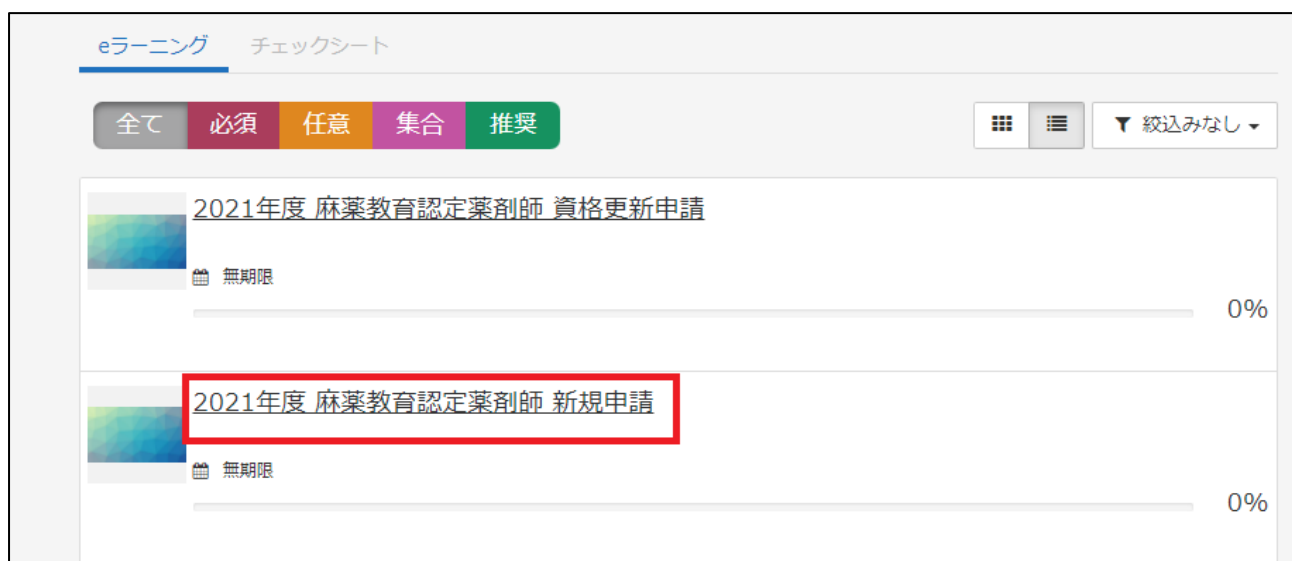 eラーニング チェックシート
全て 必須 任意 集合 推奨 絞込みなし
2021年度 麻薬教育認定薬剤師 資格更新申請
無期限
0%
2021年度 麻薬教育認定薬剤師 新規申請
無期限
0%